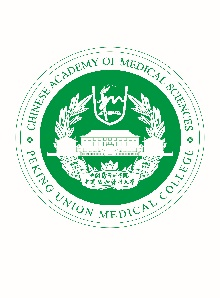 CHINESE ACADEMY OF MEDICAL SCIENCES
PEKING UNION MEDICAL COLLEGE